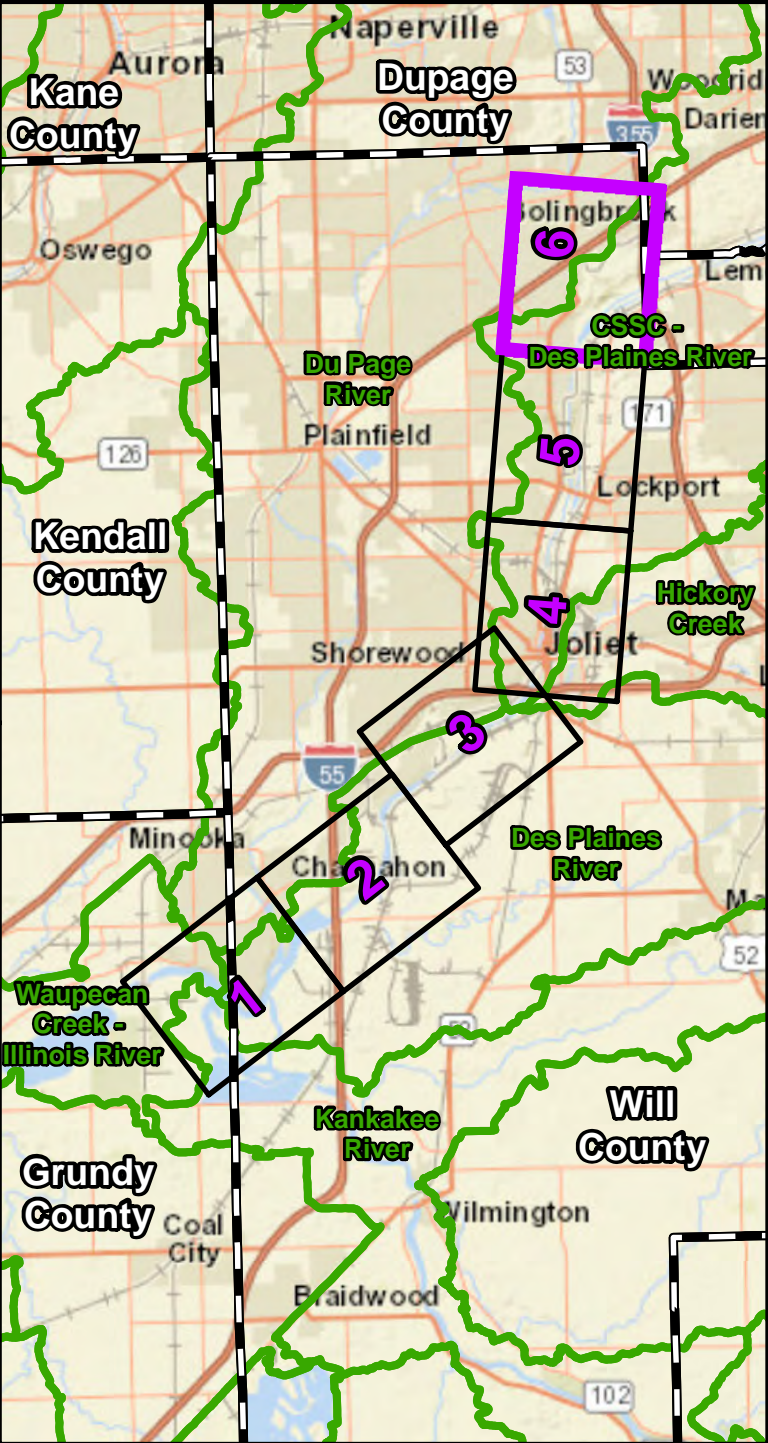 Naperville
Aurora
53
Woodrid
Kane
County
Dupage
County
355
Darien
Bolingbrook
Oswego
6
Lem
CSSC -
Des Plaines River
Du Page
River
171
Plainfield
126
5
Lockport
Kendall
County
Hickory
Creek
4
Joliet
Shorewood
3
55
Minooka
Des Plaines
River
Channahon
2
Ma
52
1
Waupecan
Creek -
Illinois River
Will
County
Kankakee
River
Grundy
County
Wilmington
Coal
City
Braidwood
102